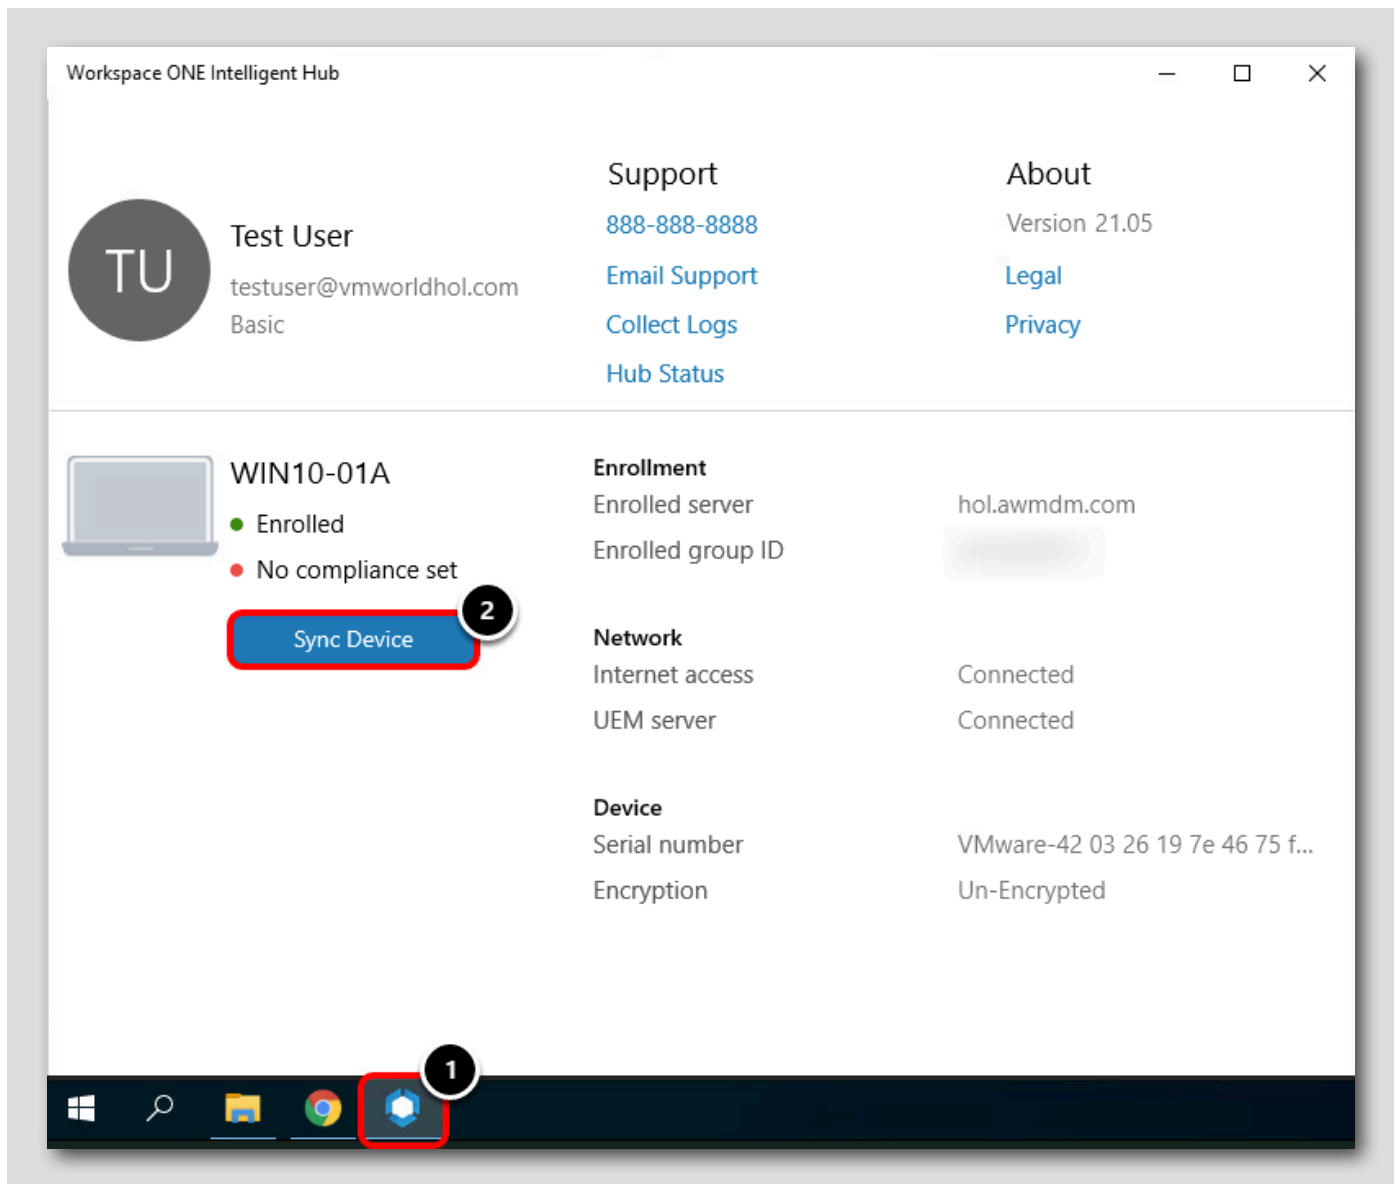 Workspace ONE Intelligent Hub
TU
Test User
testuser@vmworldhol.com
Basic
Support
888-888-8888
Email Support
Collect Logs
Hub Status
About
Version 21.05
Legal
Privacy
WIN10-01A
Enrolled
No compliance set
Sync Device
2
Enrollment
Enrolled server hol.awmdm.com
Enrolled group ID
Network
Internet access Connected
UEM server Connected
Device
Serial number VMware-42 03 26 19 7e 46 75 f...
Encryption Un-Encrypted
1